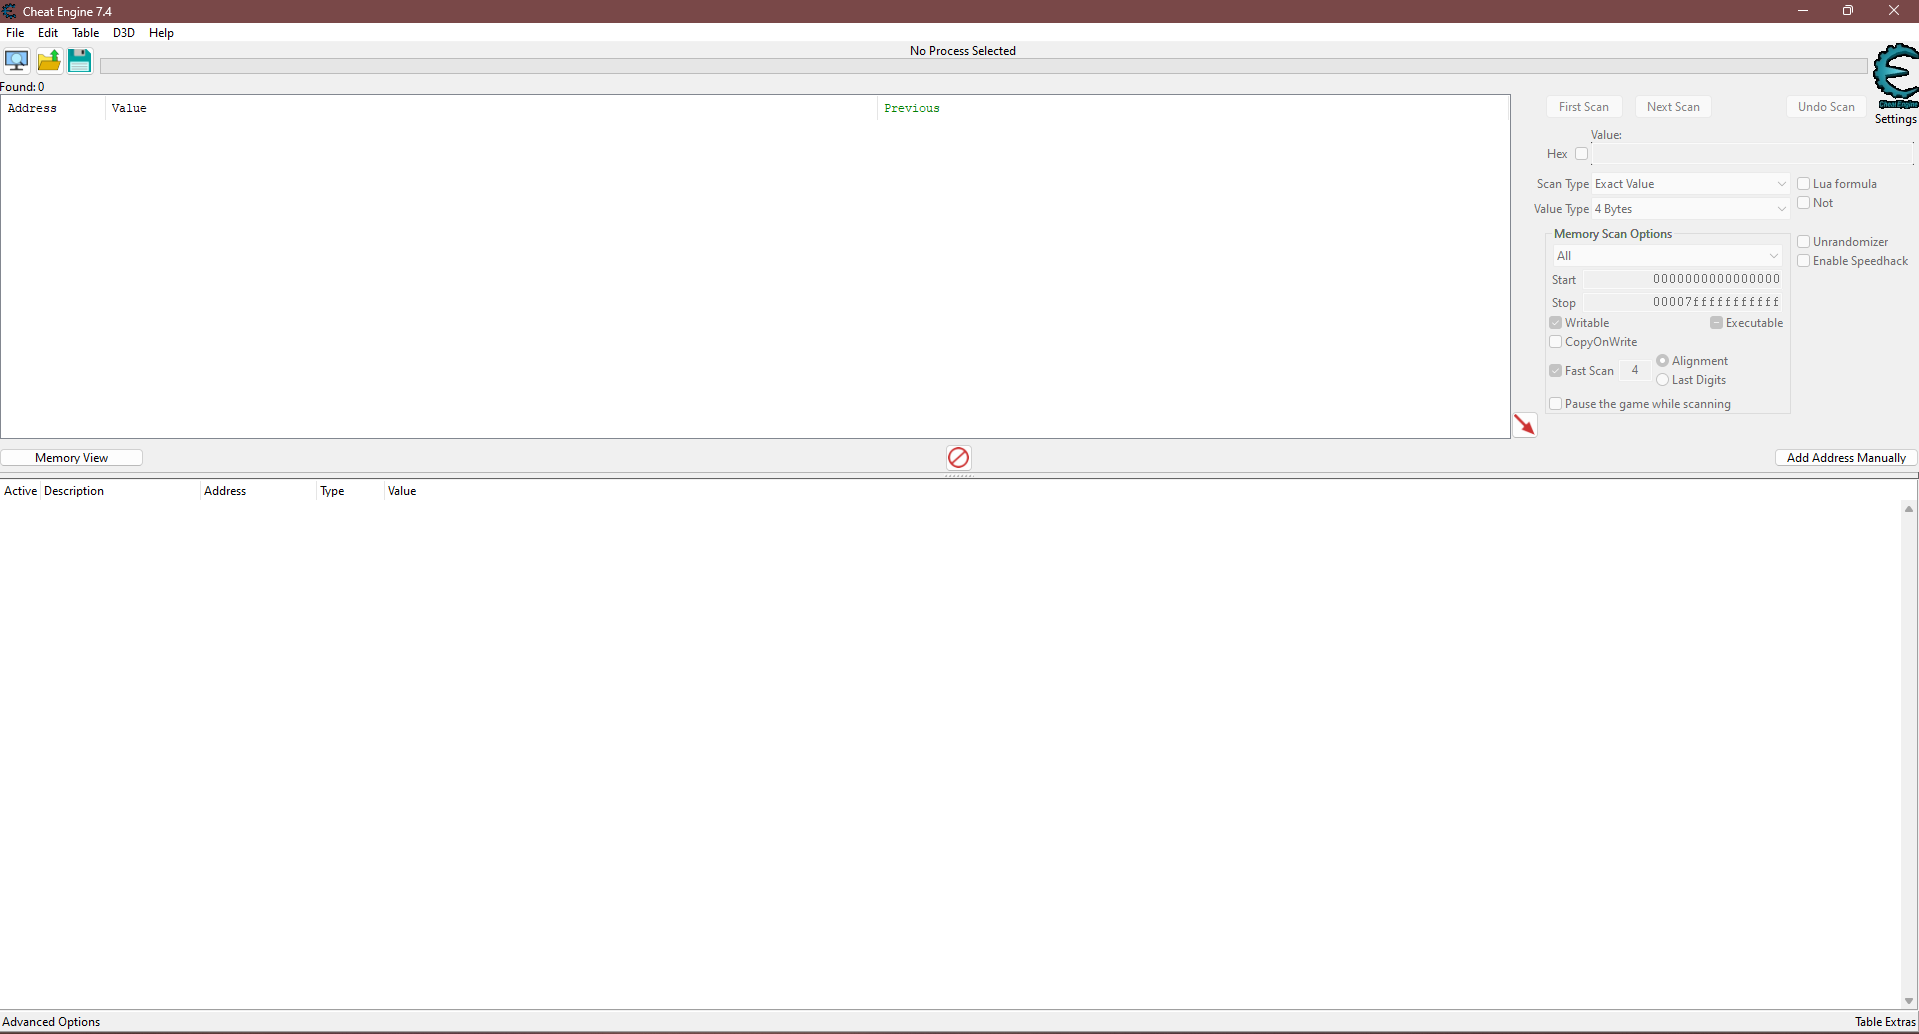 Cheat Engine 7.4
File Edit Table D3D Help
No Process Selected
Found: 0
Address Value Previous
First Scan Next Scan Undo Scan
Cheat Engine
Settings
Value:
Hex
Scan Type Exact Value Lua formula
Value Type 4 Bytes Not
Memory Scan Options
All
Unrandomizer
Enable Speedhack
Start 0000000000000000
Stop 00007fffffffffff
Writable Executable
CopyOnWrite
Fast Scan 4 Alignment
Last Digits
Pause the game while scanning
Memory View Add Address Manually
Active Description Address Type Value
Advanced Options Table Extras